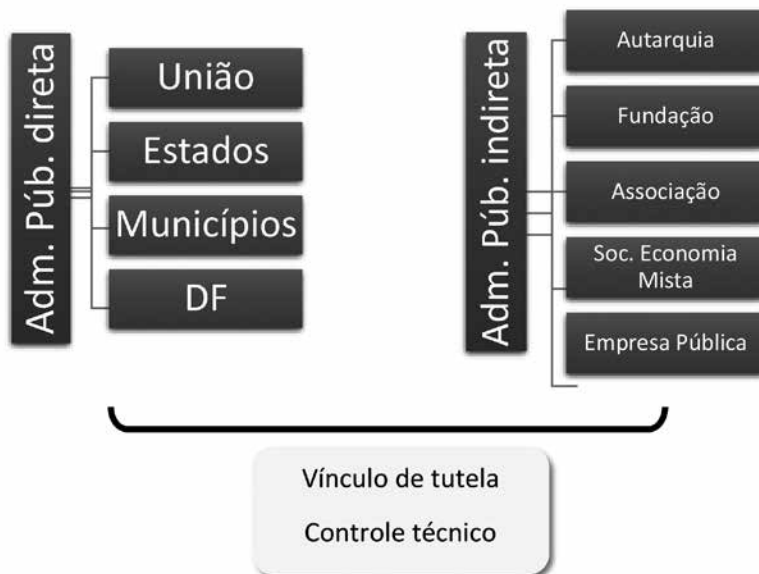 Adm. Púb. direta
União
Estados
Municípios
DF
Adm. Púb. indireta
Autarquia
Fundação
Associação
Soc. Economia
Mista
Empresa Pública
Vínculo de tutela
Controle técnico